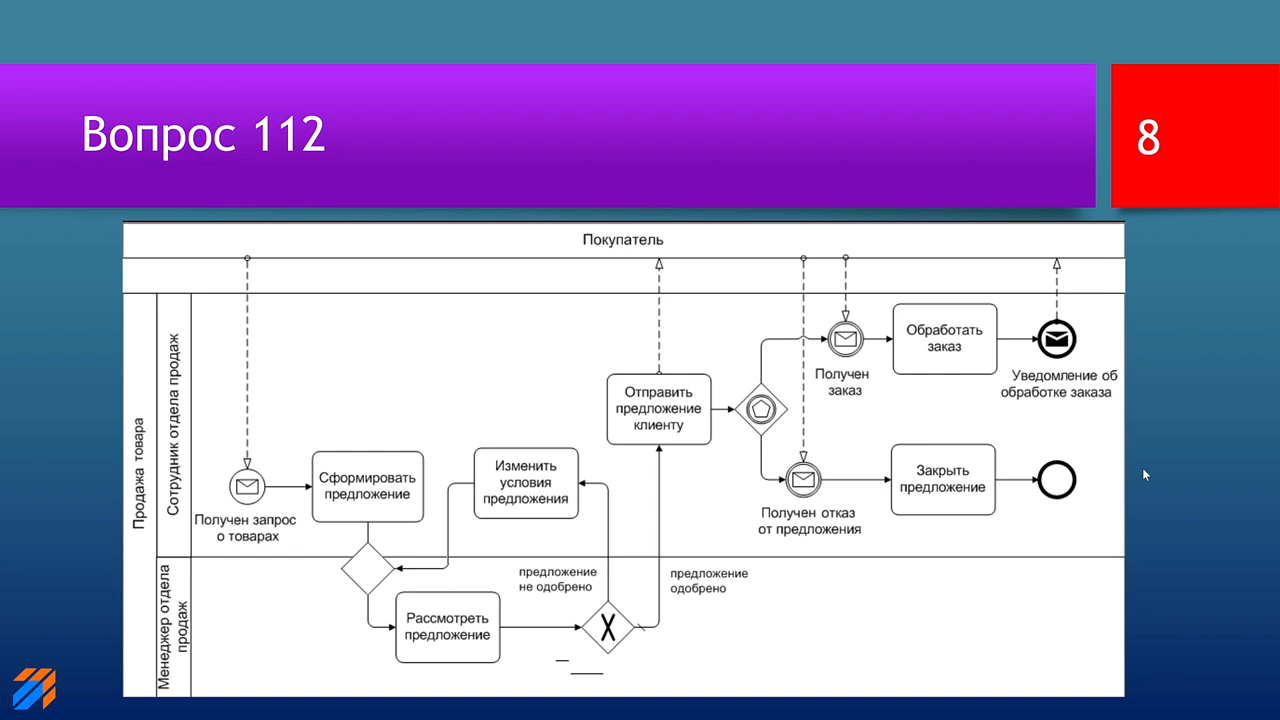 Вопрос 112
8
Покупатель
Продажа товара
Сотрудник отдела продаж
Получен запрос
о товарах
Сформировать
предложение
Изменить
условия
предложения
Отправить
предложение
клиенту
Получен
заказ
Обработать
заказ
Уведомление об
обработке заказа
Получен отказ
от предложения
Закрыть
предложение
Менеджер отдела
продаж
Рассмотреть
предложение
предложение
не одобрено
предложение
одобрено